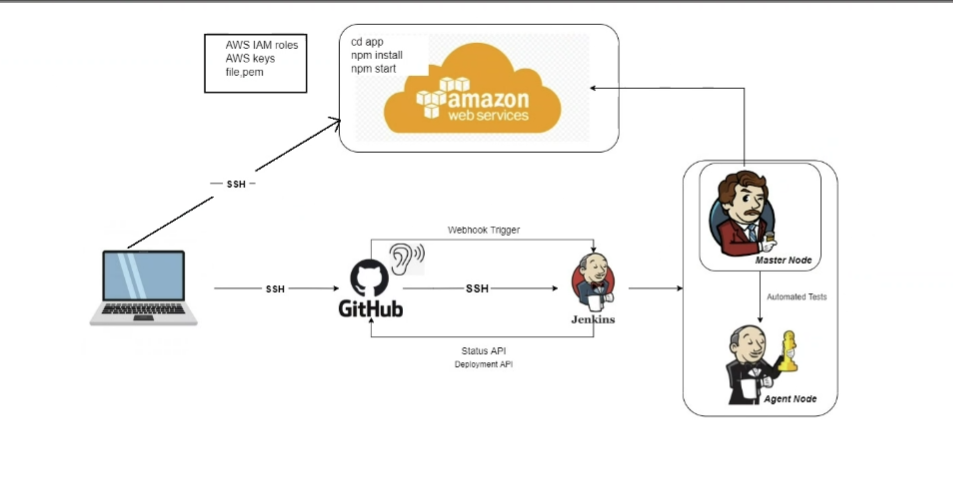 AWS IAM roles
AWS keys
file,pem
cd app
npm install
npm start
amazon
web services
SSH
Webhook Trigger
SSH
GitHub
SSH
Jenkins
Status API
Deployment API
Master Node
Automated Tests
Agent Node